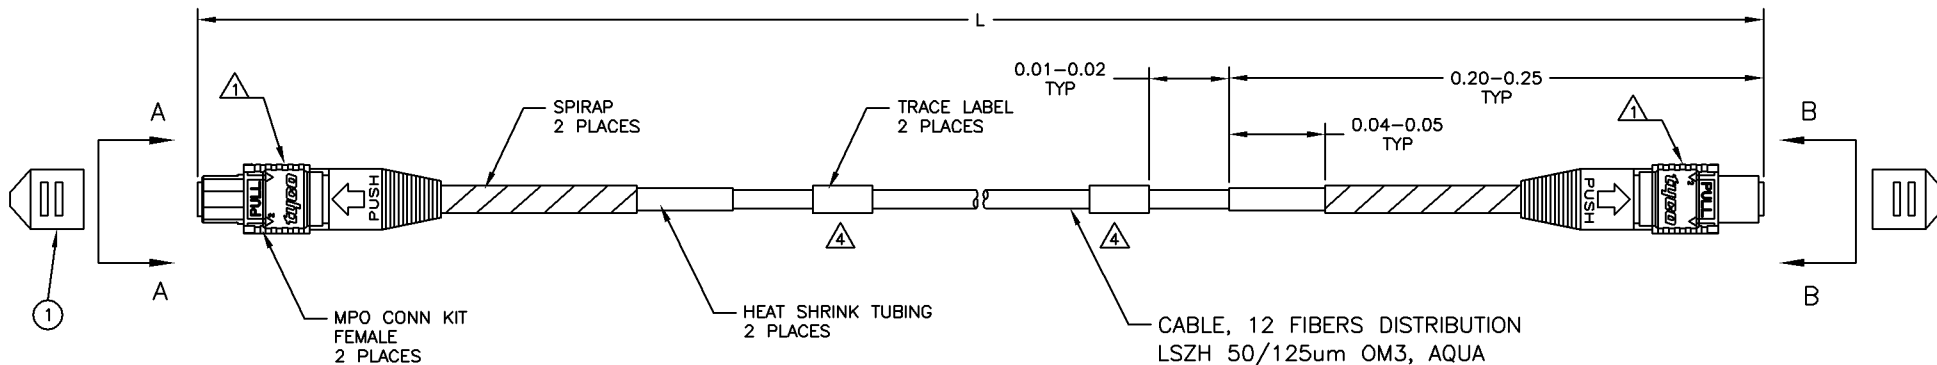 L
0.01-0.02
TYP
0.20-0.25
TYP
1
A
SPIRAP
2 PLACES
TRACE LABEL
2 PLACES
0.04-0.05
TYP
1
B
PULL
V2
tyco
PUSH
PUSH
tyco
V2
PULL
4
4
A
B
1
MPO CONN KIT
FEMALE
2 PLACES
HEAT SHRINK TUBING
2 PLACES
CABLE, 12 FIBERS DISTRIBUTION
LSZH 50/125um OM3, AQUA